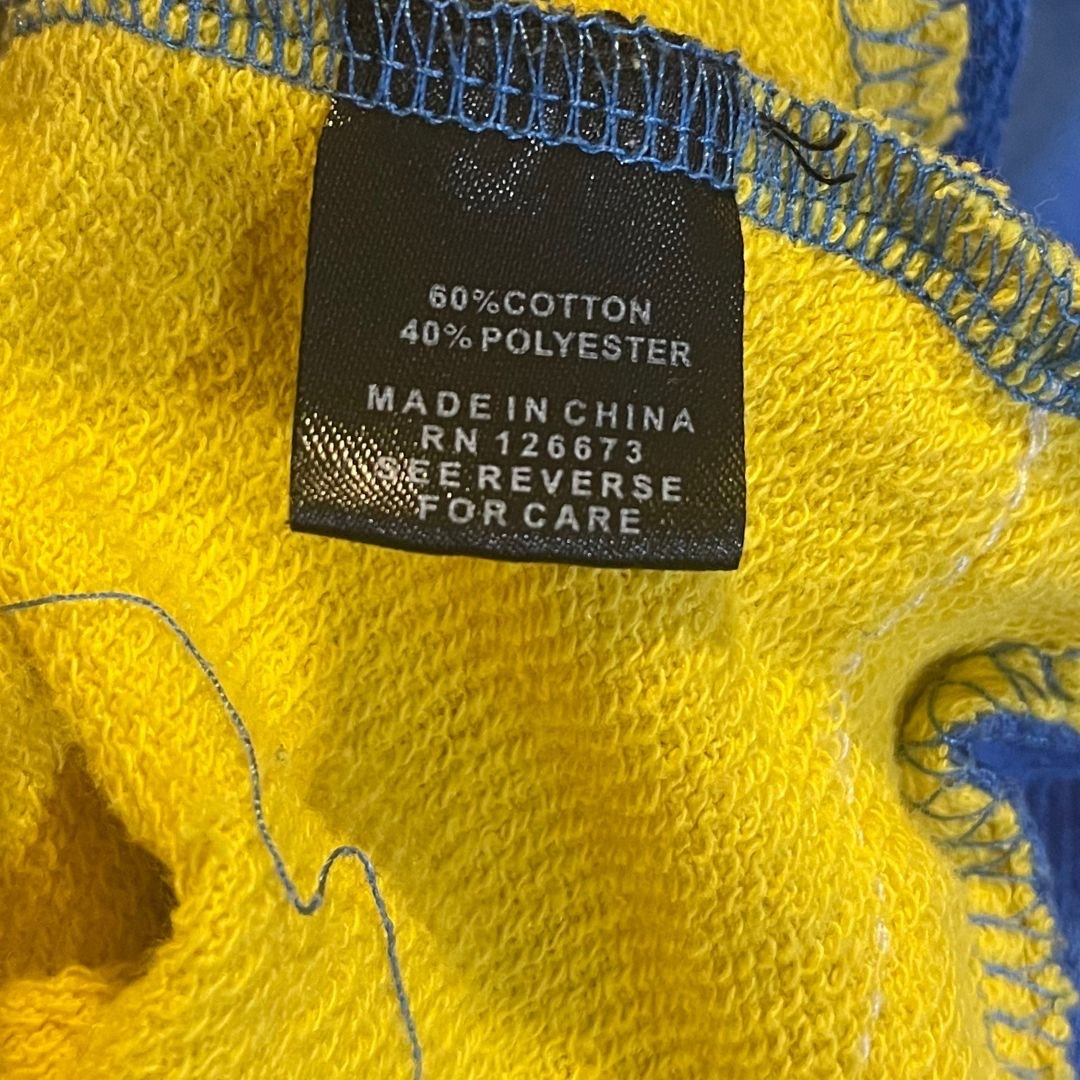 60%COTTON
40% POLYESTER
MADE IN CHINA
RN 126673
SEE REVERSE
FOR CARE